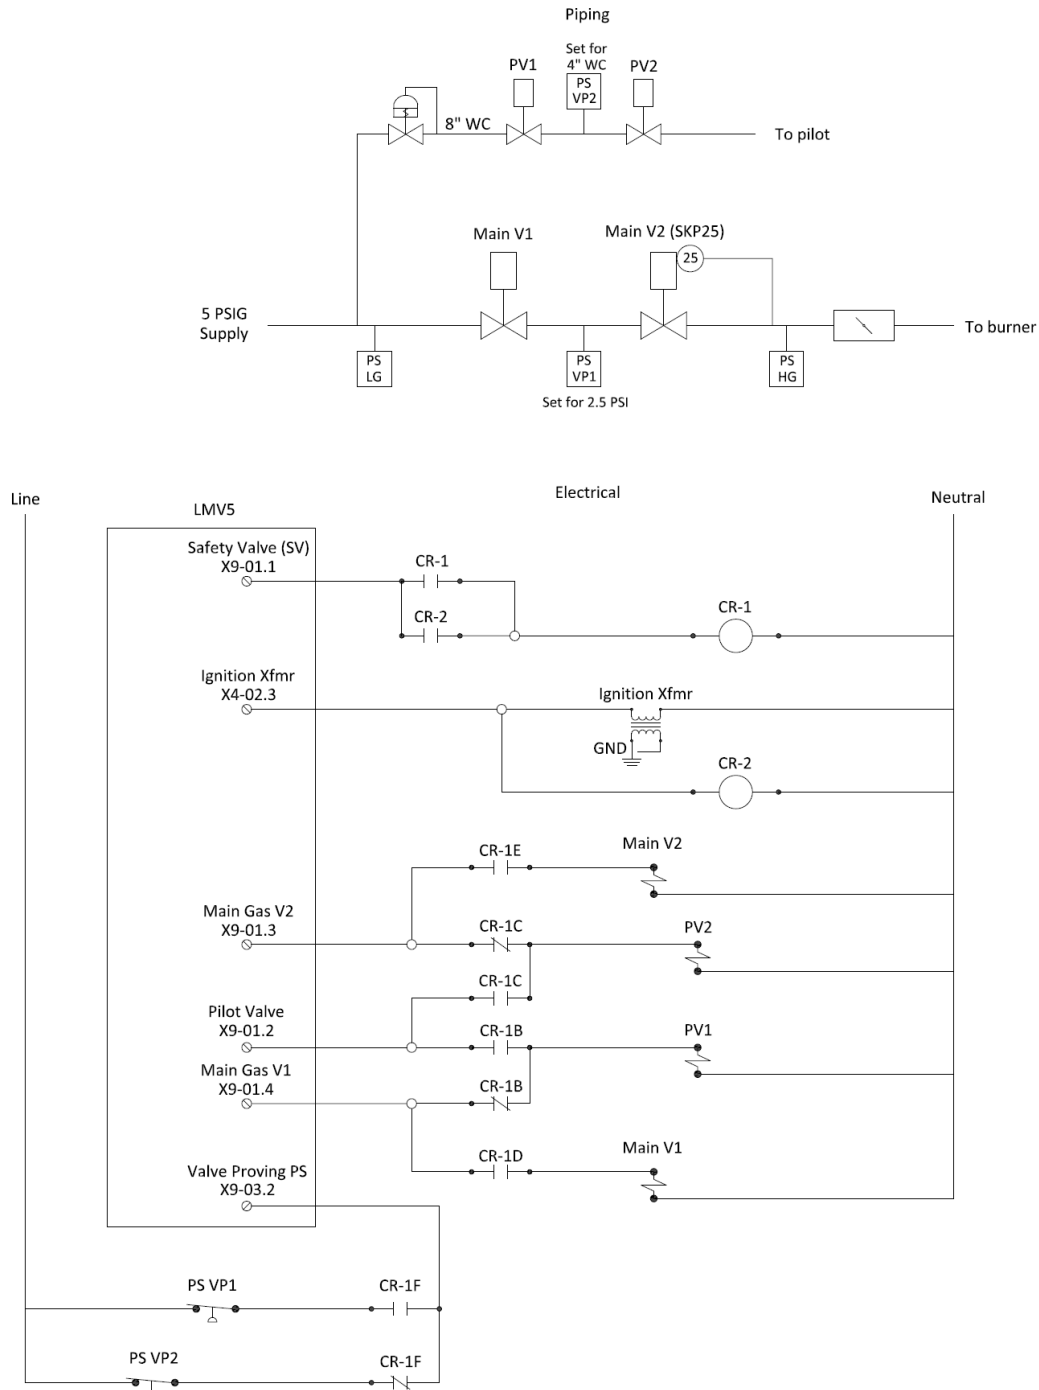 Piping
Set for
4" WC
PV1
PS
VP2
PV2
8" WC
To pilot
Main V1
Main V2 (SKP25)
25
5 PSIG
Supply
To burner
PS
LG
PS
VP1
PS
HG
Set for 2.5 PSI
Line
Electrical
Neutral
LMV5
Safety Valve (SV)
X9-01.1
CR-1
CR-2
CR-1
Ignition Xfmr
X4-02.3
Ignition Xfmr
GND
CR-2
CR-1E
Main V2
Main Gas V2
X9-01.3
CR-1C
PV2
CR-1C
Pilot Valve
X9-01.2
CR-1B
PV1
Main Gas V1
X9-01.4
CR-1B
CR-1D
Main V1
Valve Proving PS
X9-03.2
PS VP1
CR-1F
PS VP2
CR-1F